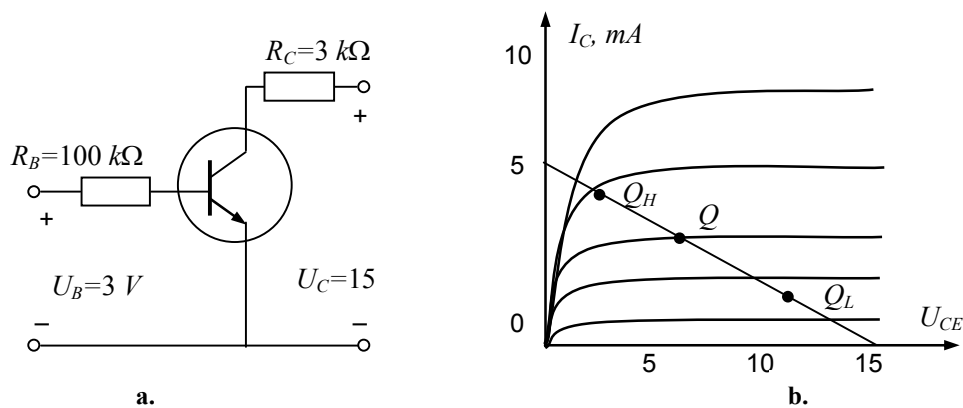 R_C=3 kΩ
+
R_B=100 kΩ
+
U_B=3 V
U_C=15
–
–
a.
I_C, mA
10
5
0
Q_H
Q
Q_L
U_CE
5
10
15
b.